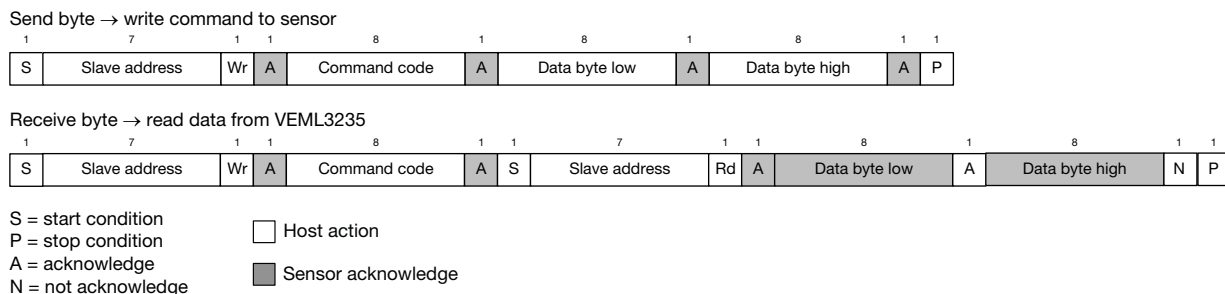 Send byte → write command to sensor
1 7 1 1 8 1 8 1 8 1 1
S Slave address Wr A Command code A Data byte low A Data byte high A P
Receive byte → read data from VEML3235
1 7 1 1 8 1 1 7 1 1 8 1 8 1 1
S Slave address Wr A Command code A S Slave address Rd A Data byte low A Data byte high N P
S = start condition
P = stop condition
A = acknowledge
N = not acknowledge
Host action
Sensor acknowledge